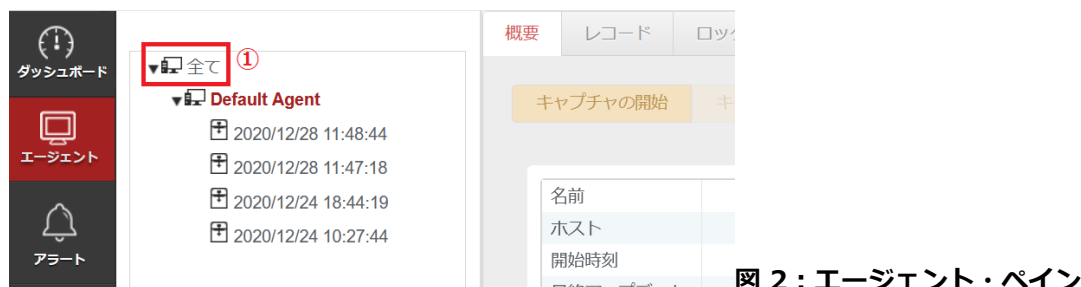 ダッシュボード
エージェント
アラート
▼全て ①
▼Default Agent
2020/12/28 11:48:44
2020/12/28 11:47:18
2020/12/24 18:44:19
2020/12/24 10:27:44
概要 レコード ロッ
キャプチャの開始 キ
名前
ホスト
開始時刻
図 2：エージェント・ペイン